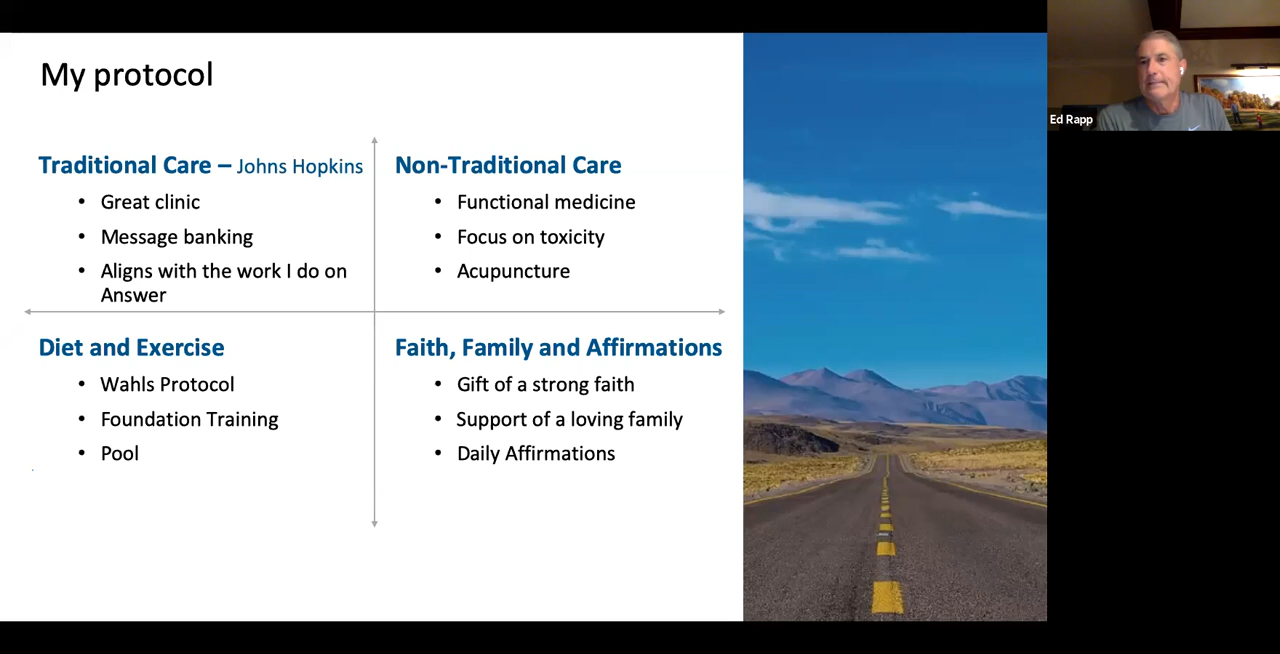 My protocol
Traditional Care – Johns Hopkins
• Great clinic
• Message banking
• Aligns with the work I do on
Answer
Non-Traditional Care
• Functional medicine
• Focus on toxicity
• Acupuncture
Diet and Exercise
• Wahls Protocol
• Foundation Training
• Pool
Faith, Family and Affirmations
• Gift of a strong faith
• Support of a loving family
• Daily Affirmations
Ed Rapp